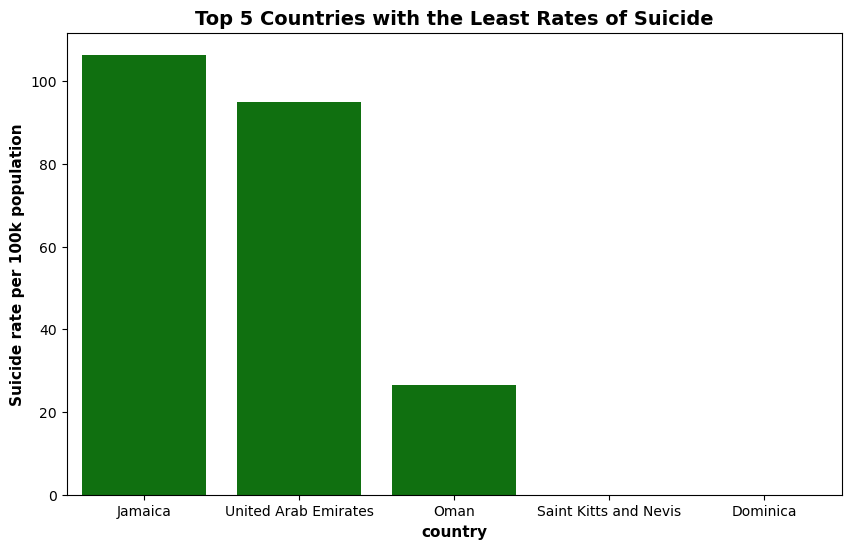 Top 5 Countries with the Least Rates of Suicide
Suicide rate per 100k population
100
80
60
40
20
0
Jamaica United Arab Emirates Oman Saint Kitts and Nevis Dominica
country